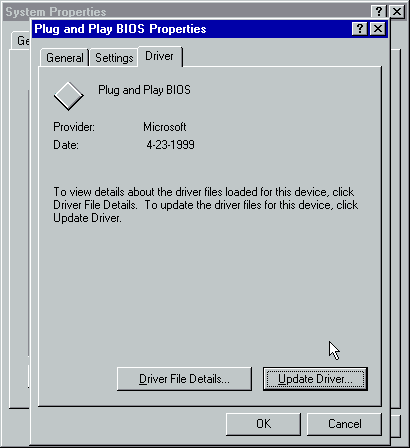 System Properties
Plug and Play BIOS Properties
Ge
General Settings Driver
Plug and Play BIOS
Provider: Microsoft
Date: 4-23-1999
To view details about the driver files loaded for this device, click
Driver File Details. To update the driver files for this device, click
Update Driver.
Driver File Details... Update Driver...
OK Cancel